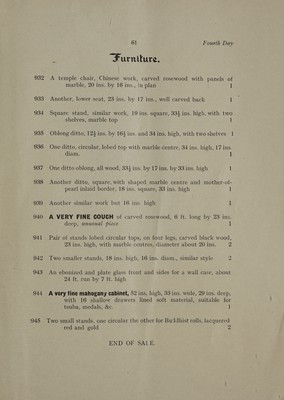 61
Fourth Day
Furniture.
932 A temple chair, Chinese work, carved rosewood with panels of
marble, 20 ins. by 16 ins., in plan 1
933 Another, lower seat, 23 ins. by 17 ins., well carved back 1
934 Square stand, similar work, 19 ins. square, 33½ ins. high, with two
shelves, marble top 1
935 Oblong ditto, 12½ ins. by 16½ ins. and 34 ins. high, with two shelves 1
936 One ditto, circular, lobed top with marble centre, 34 ins. high, 17 ins
diam. 1
937 One ditto oblong, all wood, 33½ ins. by 17 ins. by 23 ins. high 1
938 Another ditto, square, with shaped marble centre and mother-of-
pearl inlaid border, 18 ins. square, 33 ins. high 1
939 Another similar work but 16 ins. high 1
940 A VERY FINE COUCH of carved rosewood, 6 ft. long by 23 ins.
deep, unusual piece 1
941 Pair of stands lobed circular tops, on four legs, carved black wood,
23 ins. high, with marble centres, diameter about 20 ins. 2
942 Two smaller stands, 18 ins. high, 16 ins. diam., similar style 2
943 An ebonised and plate glass front and sides for a wall case, about
24 ft. run by 7 ft. high
944 A very fine mahogany cabinet, 32 ins. high, 33 ins. wide, 29 ins. deep,
with 18 shallow drawers lined soft material, suitable for
tsuba, medals, &c. 1
945 Two small stands, one circular the other for Buddhist rolls, lacquered
red and gold 2
END OF SALE.